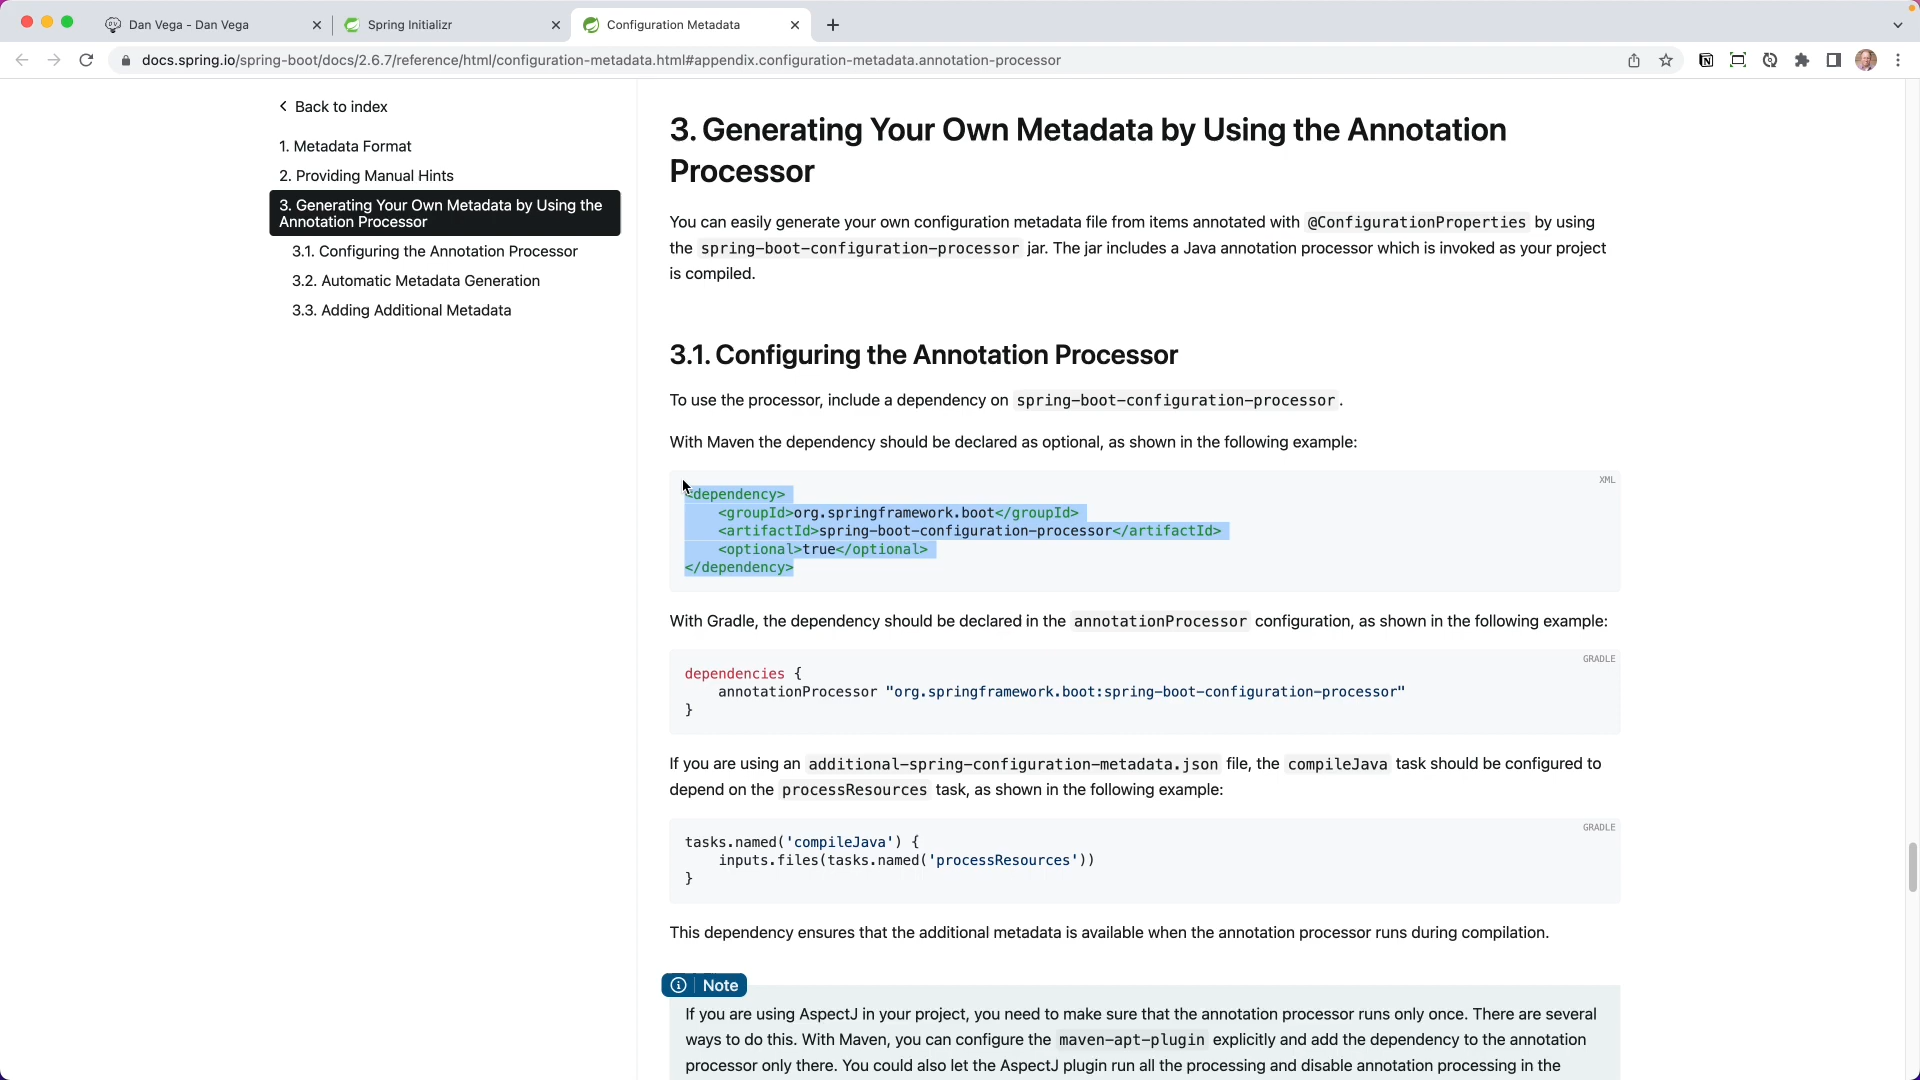 Dan Vega - Dan Vega
Spring Initializr
Configuration Metadata
docs.spring.io/spring-boot/docs/2.6.7/reference/html/configuration-metadata.html#appendix.configuration-metadata.annotation-processor
Back to index
1. Metadata Format
2. Providing Manual Hints
3. Generating Your Own Metadata by Using the
Annotation Processor
3.1. Configuring the Annotation Processor
3.2. Automatic Metadata Generation
3.3. Adding Additional Metadata
3. Generating Your Own Metadata by Using the Annotation
Processor
You can easily generate your own configuration metadata file from items annotated with @ConfigurationProperties by using
the spring-boot-configuration-processor jar. The jar includes a Java annotation processor which is invoked as your project
is compiled.
3.1. Configuring the Annotation Processor
To use the processor, include a dependency on spring-boot-configuration-processor.
With Maven the dependency should be declared as optional, as shown in the following example:
XML
<dependency>
    <groupId>org.springframework.boot</groupId>
    <artifactId>spring-boot-configuration-processor</artifactId>
    <optional>true</optional>
</dependency>
With Gradle, the dependency should be declared in the annotationProcessor configuration, as shown in the following example:
GRADLE
dependencies {
    annotationProcessor "org.springframework.boot:spring-boot-configuration-processor"
}
If you are using an additional-spring-configuration-metadata.json file, the compileJava task should be configured to
depend on the processResources task, as shown in the following example:
GRADLE
tasks.named('compileJava') {
    inputs.files(tasks.named('processResources'))
}
This dependency ensures that the additional metadata is available when the annotation processor runs during compilation.
Note
If you are using AspectJ in your project, you need to make sure that the annotation processor runs only once. There are several
ways to do this. With Maven, you can configure the maven-apt-plugin explicitly and add the dependency to the annotation
processor only there. You could also let the AspectJ plugin run all the processing and disable annotation processing in the